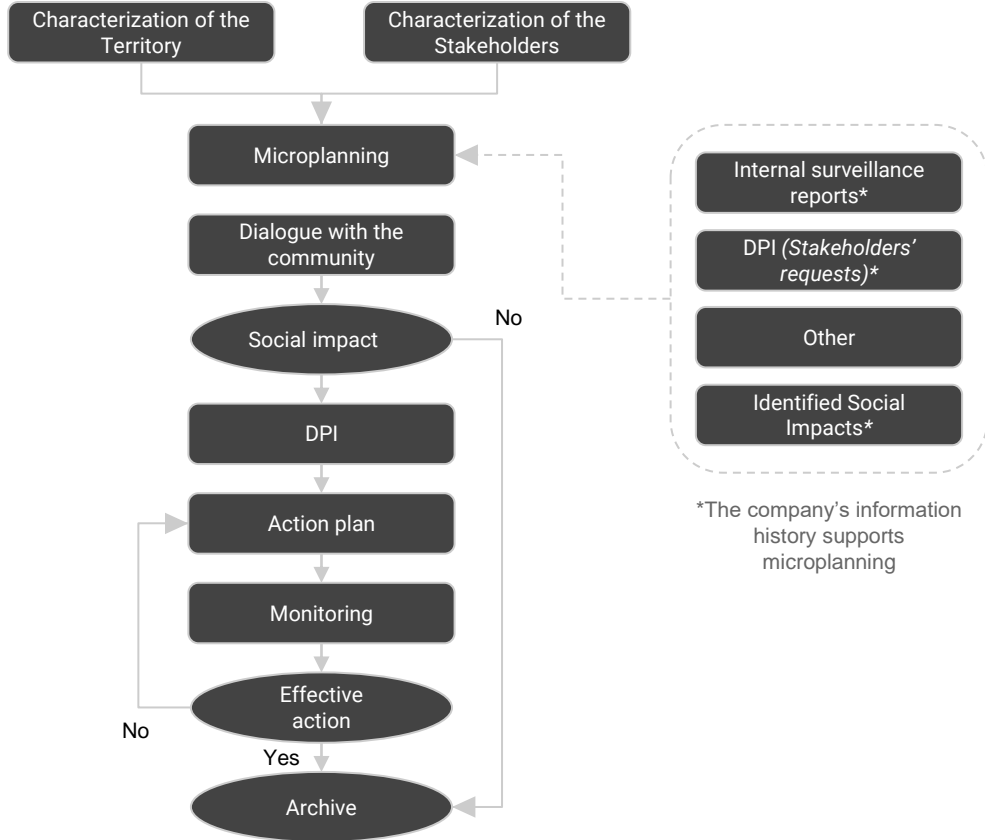 Characterization of the
Territory
Characterization of the
Stakeholders
Microplanning
Dialogue with the
community
Social impact
No
DPI
Action plan
Monitoring
Effective
action
No
Yes
Archive
Internal surveillance
reports*
DPI (Stakeholders’
requests)*
Other
Identified Social
Impacts*
*The company’s information
history supports
microplanning